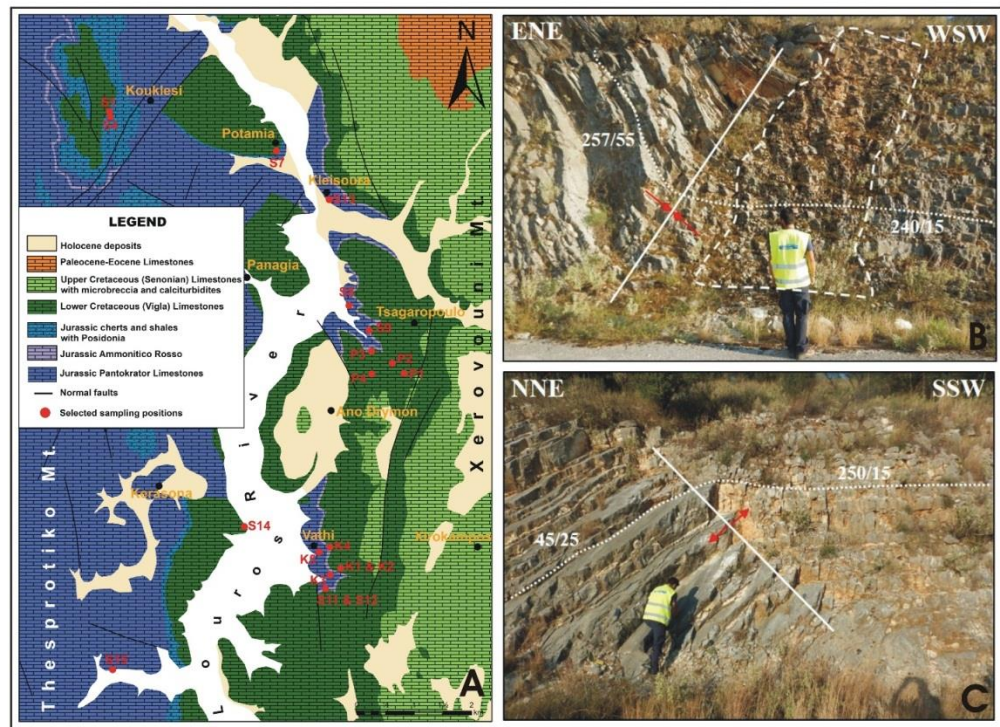 N
Kouklesi
Potamia
S7
Kleisoura
LEGEND
Holocene deposits
Paleocene-Eocene Limestones
Upper Cretaceous (Senonian) Limestones
with microbreccia and calciturbidites
Lower Cretaceous (Vigla) Limestones
Jurassic cherts and shales
with Posidonia
Jurassic Ammonitico Rosso
Jurassic Pantokrator Limestones
Normal faults
Selected sampling positions
Panagia
Tsagaropoulo
Ano Drymon
Kerasona
S14
Vathi
K1 & K2
S11 & S12
Thesprotiko Mt.
Louros River
Xerovouni Mt.
2
km
A
ENE
WSW
257/55
240/15
B
NNE
SSW
250/15
45/25
C